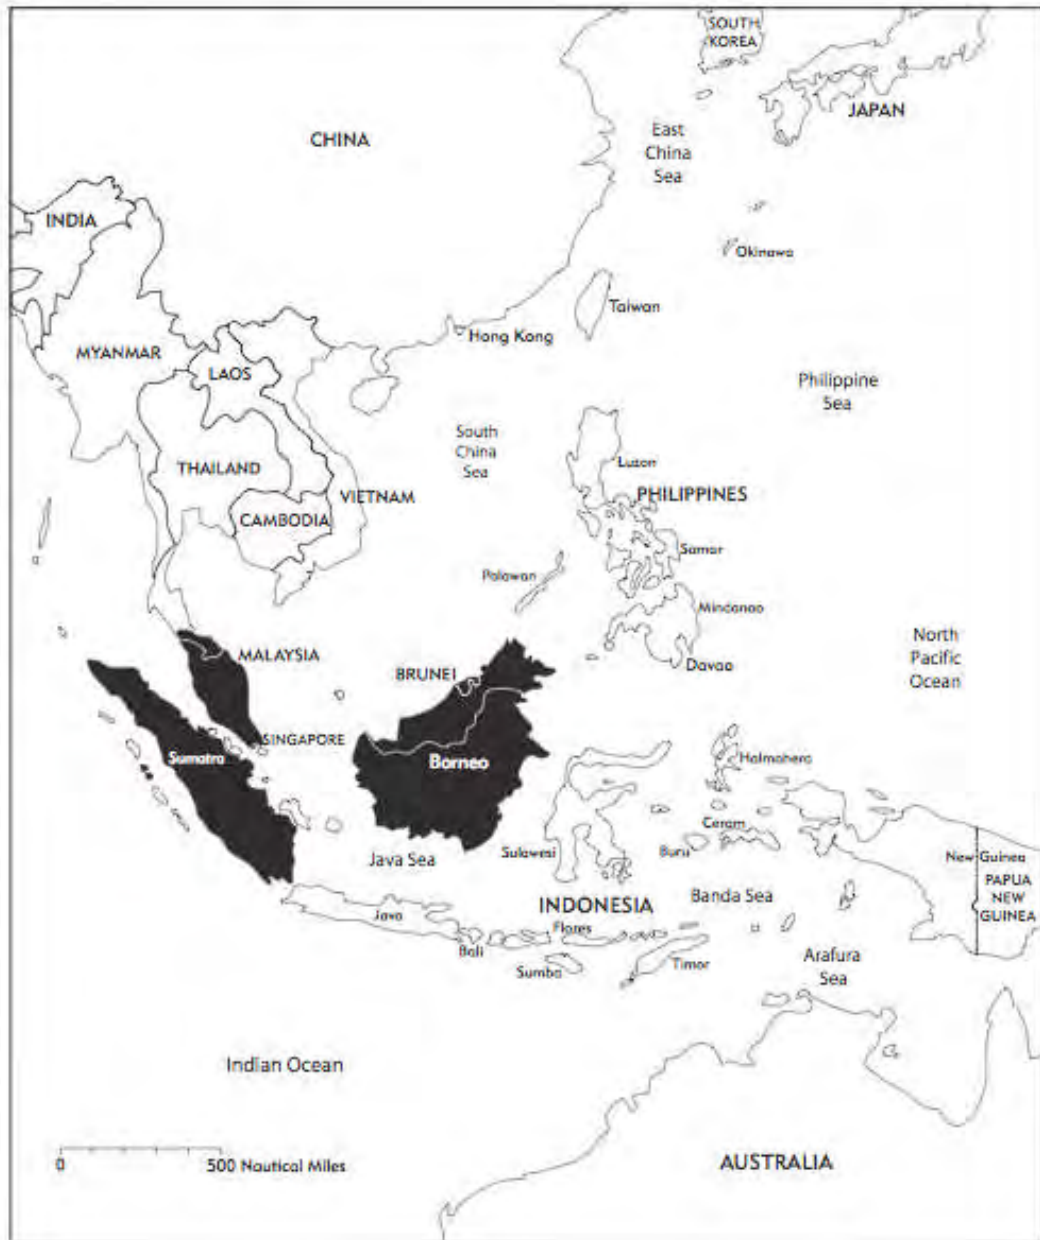 SOUTH
KOREA
JAPAN
CHINA
East
China
Sea
INDIA
Okinawa
Taiwan
Hong Kong
MYANMAR
LAOS
Philippine
Sea
South
China
Sea
Luzon
THAILAND
VIETNAM
PHILIPPINES
CAMBODIA
Samar
Palawan
Mindanao
North
Pacific
Ocean
MALAYSIA
Davao
BRUNEI
SINGAPORE
Sumatra
Borneo
Halmahera
Ceram
Java Sea
Sulawesi
Buru
New Guinea
PAPUA
NEW
GUINEA
INDONESIA
Banda Sea
Java
Flores
Bali
Sumba
Timor
Arafura
Sea
Indian Ocean
0 500 Nautical Miles
AUSTRALIA